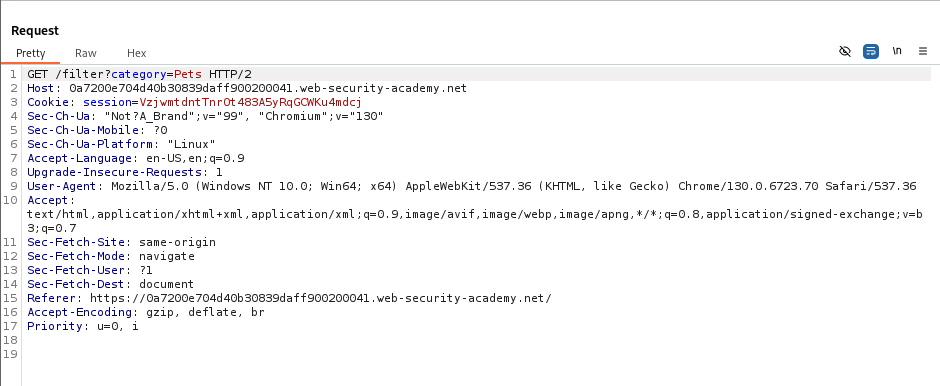 Request
Pretty Raw Hex \n
1 GET /filter?category=Pets HTTP/2
2 Host: 0a7200e704d40b30839daff900200041.web-security-academy.net
3 Cookie: session=VzjwmtdntTnrOt483A5yRqGCWKu4mdcj
4 Sec-Ch-Ua: "Not?A_Brand";v="99", "Chromium";v="130"
5 Sec-Ch-Ua-Mobile: ?0
6 Sec-Ch-Ua-Platform: "Linux"
7 Accept-Language: en-US,en;q=0.9
8 Upgrade-Insecure-Requests: 1
9 User-Agent: Mozilla/5.0 (Windows NT 10.0; Win64; x64) AppleWebKit/537.36 (KHTML, like Gecko) Chrome/130.0.6723.70 Safari/537.36
10 Accept:
text/html,application/xhtml+xml,application/xml;q=0.9,image/avif,image/webp,image/apng,*/*;q=0.8,application/signed-exchange;v=b
3;q=0.7
11 Sec-Fetch-Site: same-origin
12 Sec-Fetch-Mode: navigate
13 Sec-Fetch-User: ?1
14 Sec-Fetch-Dest: document
15 Referer: https://0a7200e704d40b30839daff900200041.web-security-academy.net/
16 Accept-Encoding: gzip, deflate, br
17 Priority: u=0, i
18
19